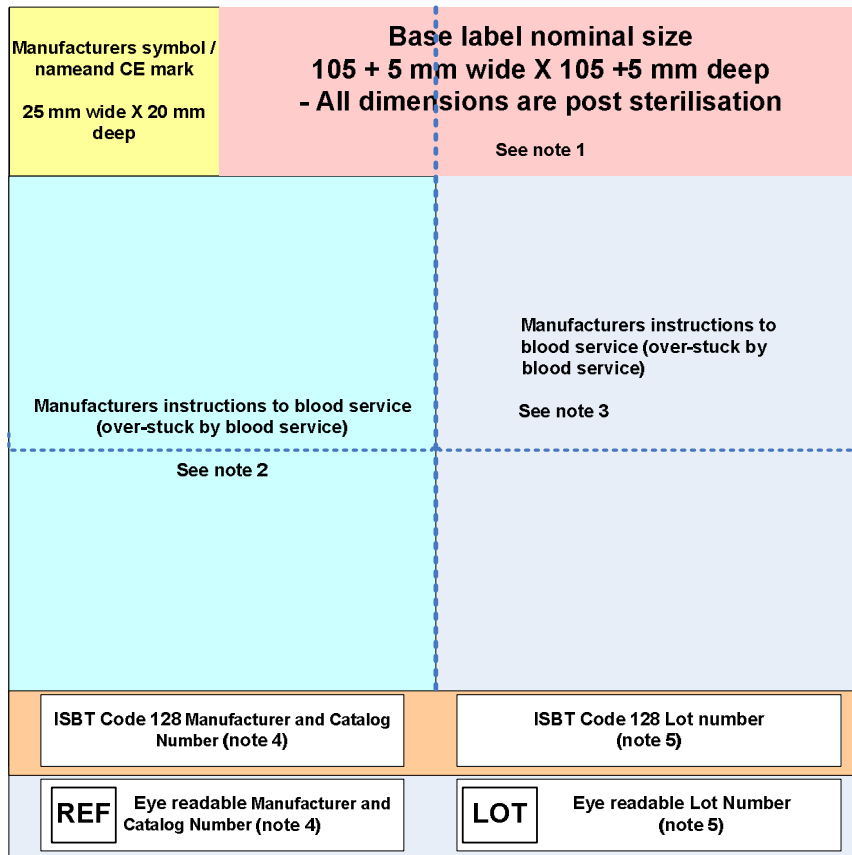 Manufacturers symbol /
nameand CE mark
25 mm wide X 20 mm
deep
Base label nominal size
105 + 5 mm wide X 105 +5 mm deep
- All dimensions are post sterilisation
See note 1
Manufacturers instructions to blood service
(over-stuck by blood service)
See note 2
Manufacturers instructions to
blood service (over-stuck by
blood service)
See note 3
ISBT Code 128 Manufacturer and Catalog
Number (note 4)
ISBT Code 128 Lot number
(note 5)
REF
Eye readable Manufacturer and
Catalog Number (note 4)
LOT
Eye readable Lot Number
(note 5)